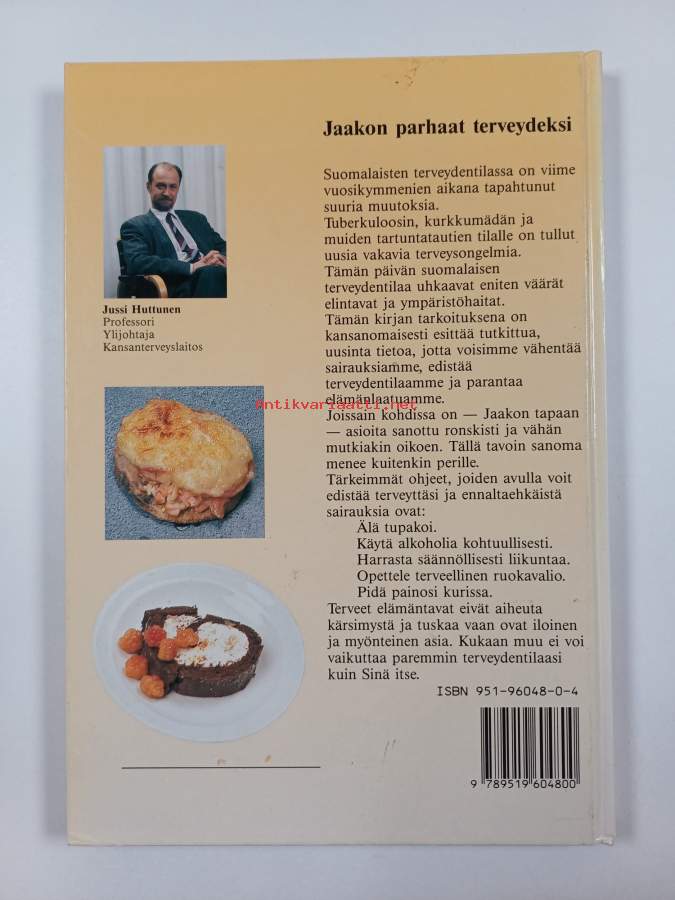 Jaakon parhaat terveydeksi
Suomalaisten terveydentilassa on viime
vuosikymmenien aikana tapahtunut
suuria muutoksia.
Tuberkuloosin, kurkkumädän ja
muiden tartuntatautien tilalle on tullut
uusia vakavia terveysongelmia.
Tämän päivän suomalaisen
terveydentilaa uhkaavat eniten väärät
elintavat ja ympäristöhaitat.
Tämän kirjan tarkoituksena on
kansanomaisesti esittää tutkittua,
uusinta tietoa, jotta voisimme vähentää
sairauksiamme, edistää
terveydentilaamme ja parantaa
elämänlaatuamme.
Joissain kohdissa on — Jaakon tapaan
— asioita sanottu ronskisti ja vähän
mutkiakin oikoen. Tällä tavoin sanoma
menee kuitenkin perille.
Tärkeimmät ohjeet, joiden avulla voit
edistää terveyttäsi ja ennaltaehkäistä
sairauksia ovat:
Älä tupakoi.
Käytä alkoholia kohtuullisesti.
Harrasta säännöllisesti liikuntaa.
Opettele terveellinen ruokavalio.
Pidä painosi kurissa.
Terveet elämäntavat eivät aiheuta
kärsimystä ja tuskaa vaan ovat iloinen
ja myönteinen asia. Kukaan muu ei voi
vaikuttaa paremmin terveydentilaasi
kuin Sinä itse.
ISBN 951-96048-0-4
9 789519 604800
Jussi Huttunen
Professori
Ylijohtaja
Kansanterveyslaitos
Antikvariaatti.net